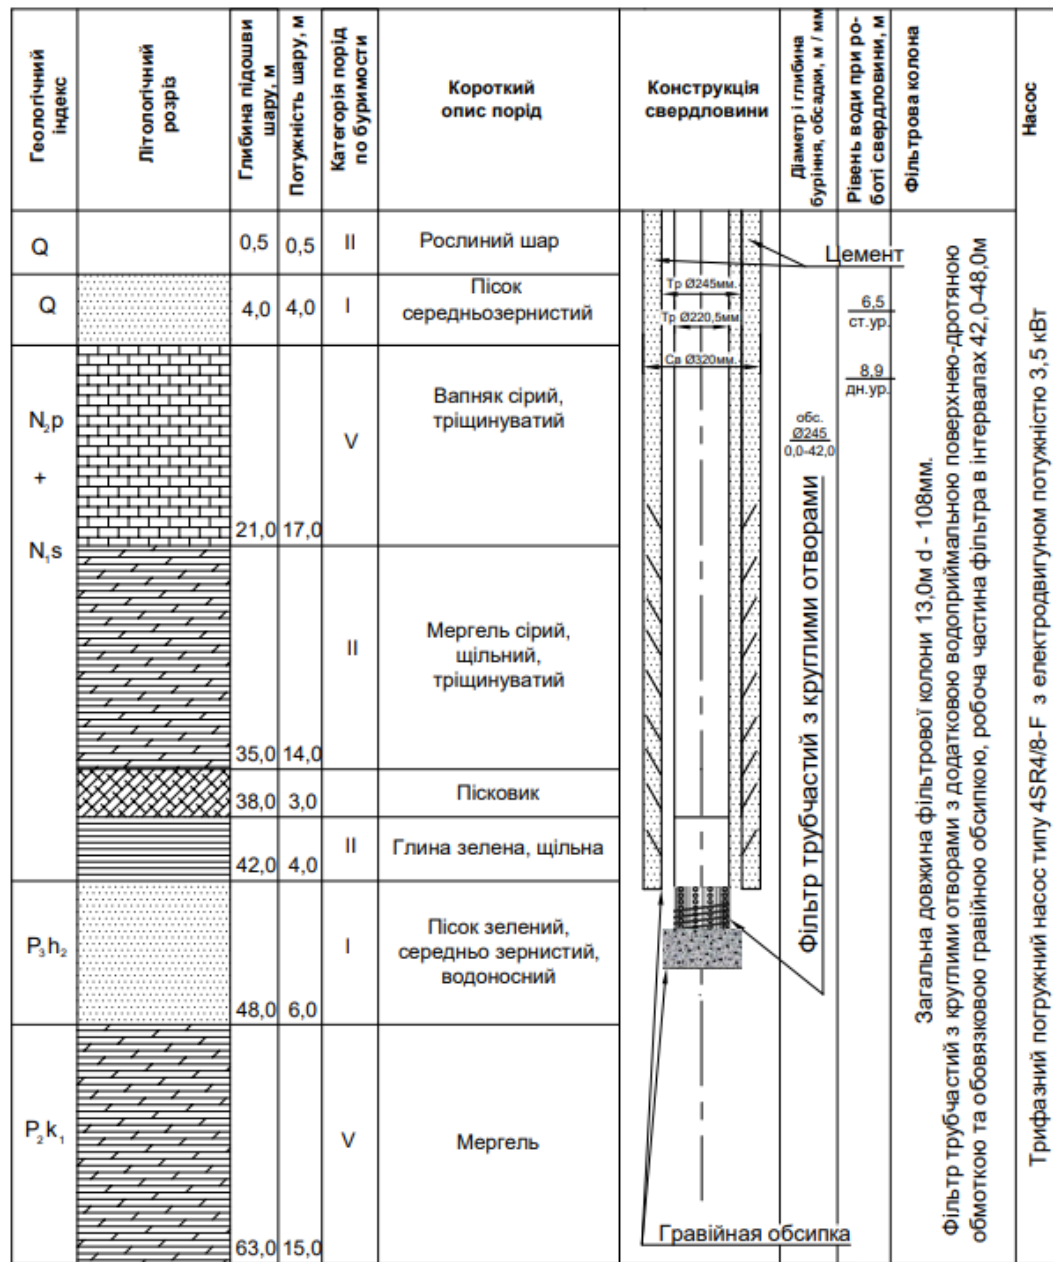 Геологічний
індекс
Літологічний
розріз
Глибина підошви
шару, м
Потужність шару, м
Категорія порід
по буримости
Короткий
опис порід
Конструкція
свердловини
Діаметр і глибина
буріння, обсадки, м / мм
Рівень води при ро-
боті свердловини, м
Фільтрова колона
Насос
Q
0,5
0,5
II
Рослиний шар
Q
4,0
4,0
I
Пісок
середньозернистий
N₂p
+
N₁s
21,0
17,0
V
Вапняк сірий,
тріщинуватий
35,0
14,0
II
Мергель сірий,
щільний,
тріщинуватий
38,0
3,0
Пісковик
42,0
4,0
II
Глина зелена, щільна
P₃h₂
48,0
6,0
I
Пісок зелений,
середньо зернистий,
водоносний
P₂k₁
63,0
15,0
V
Мергель
Цемент
Тр Ø245мм.
Тр Ø220,5мм.
Св Ø320мм.
Гравійная обсипка
обс.
Ø245
0,0-42,0
Фільтр трубчастий з круглими отворами
6,5
ст.ур.
8,9
дн.ур.
Загальна довжина фільтрової колони 13,0м d - 108мм.
Фільтр трубчастий з круглими отворами з додатковою водоприймальною поверхнею-дротяною
обмоткою та обовязковою гравійною обсипкою, робоча частина фільтра в інтервалах 42,0-48,0м
Трифазний погружний насос типу 4SR4/8-F з електродвигуном потужністю 3,5 кВт